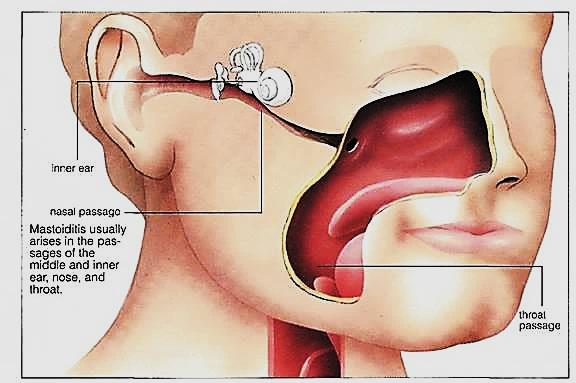 inner ear
nasal passago
Mastoiditis usually
arises in the pas-
sages of the
middle and inner
ear, nose, and
throat.
throat
passage